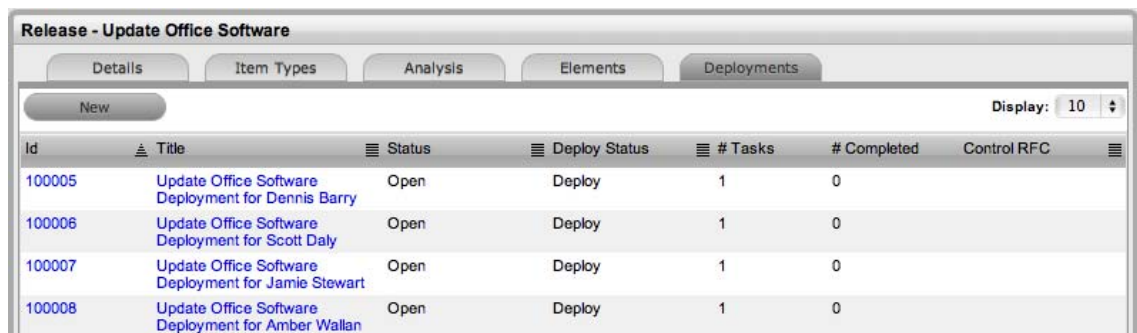 Release - Update Office Software
Details Item Types Analysis Elements Deployments
New Display: 10
Id Title Status Deploy Status # Tasks # Completed Control RFC
100005 Update Office Software Open Deploy 1 0
Deployment for Dennis Barry
100006 Update Office Software Open Deploy 1 0
Deployment for Scott Daly
100007 Update Office Software Open Deploy 1 0
Deployment for Jamie Stewart
100008 Update Office Software Open Deploy 1 0
Deployment for Amber Wallan